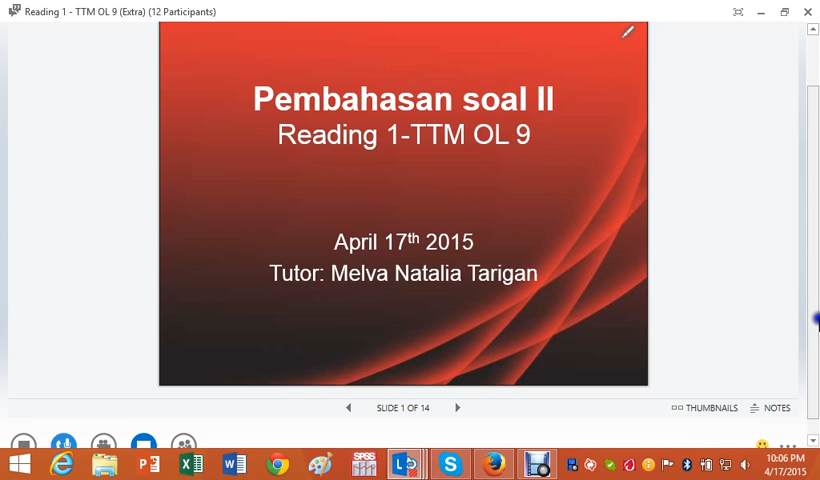 Reading 1 - TTM OL 9 (Extra) (12 Participants)
Pembahasan soal II
Reading 1-TTM OL 9
April 17th 2015
Tutor: Melva Natalia Tarigan
SLIDE 1 OF 14
THUMBNAILS
NOTES
SPSS
10:06 PM
4/17/2015